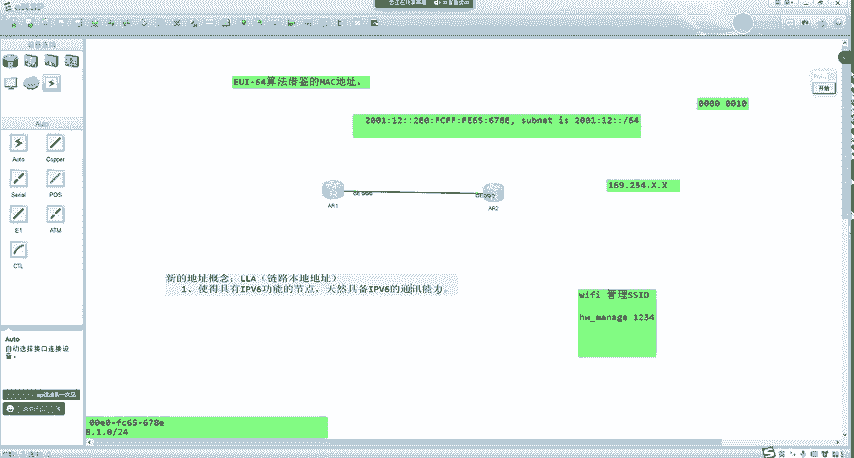 EUI-64算法借鉴的MAC地址。
0000 0010
2001:12::2E0:FCFF:FE65:678E, subnet is 2001:12::/64
开始
169.254.X.X
AR1
AR2
Auto
Auto
Copper
Serial
POS
E1
ATM
CTL
新的地址概念：LLA（链路本地地址）
1、使得具有IPV6功能的节点，天然具备IPV6的通讯能力。
wifi 管理SSID
hw_manage 1234
Auto
自动选择接口连接设备。
00e0-fc65-678e
8.1.0/24